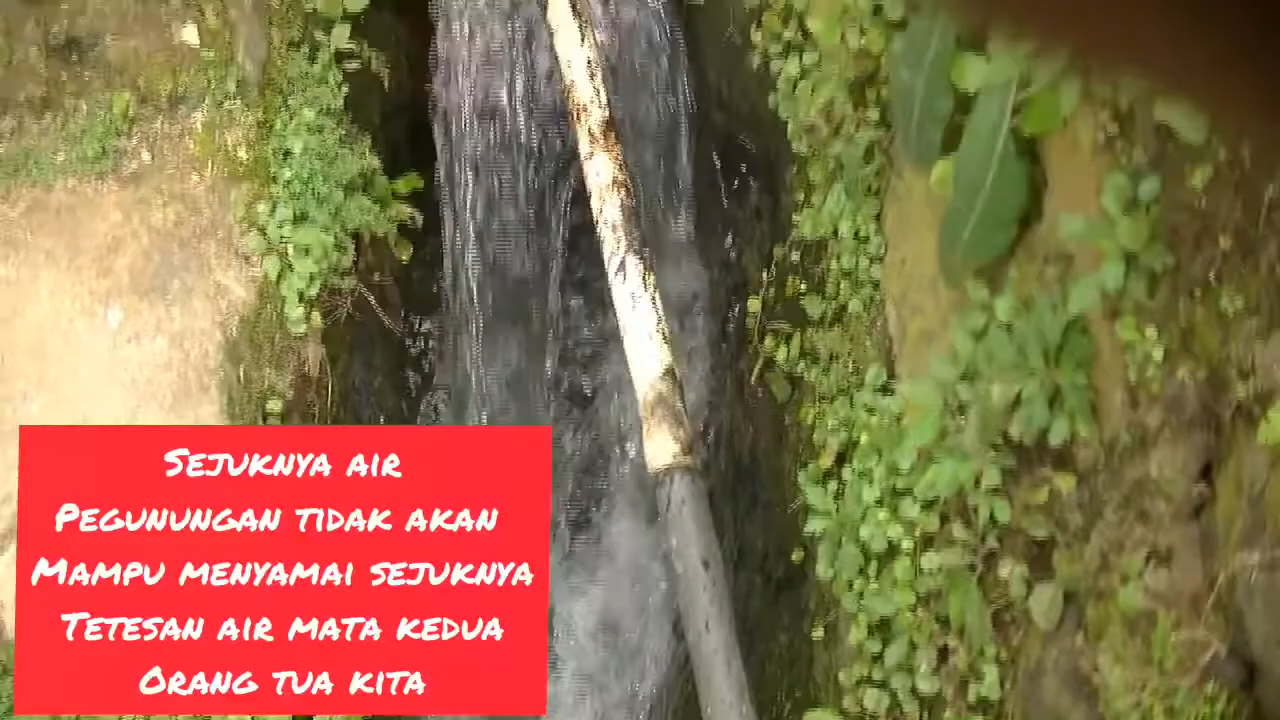 Sejuknya air
Pegunungan tidak akan
Mampu menyamai sejuknya
Tetesan air mata kedua
Orang tua kita